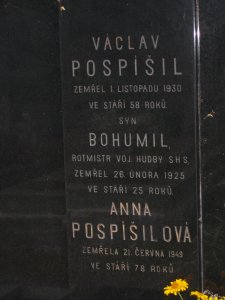 VÁCLAV
POSPÍŠIL
ZEMŘEL 1. LISTOPADU 1930
VE STÁŘÍ 58 ROKŮ.
SYN
BOHUMIL,
ROTMISTR VOJ. HUDBY S.H.S.
ZEMŘEL 26. ÚNORA 1925
VE STÁŘÍ 25 ROKŮ.
ANNA
POSPÍŠILOVÁ
ZEMŘELA 21. ČERVNA 1949
VE STÁŘÍ 78 ROKŮ